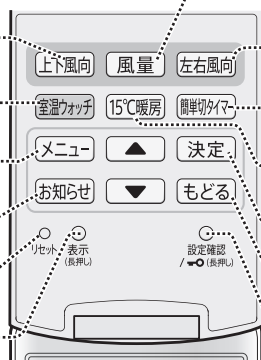 上下風向 風量 左右風向
室温ウォッチ 15℃暖房 簡単切タイマー
メニュー ▲ 決定
お知らせ ▼ もどる
リセット 表示 設定確認
(長押し) / (長押し)